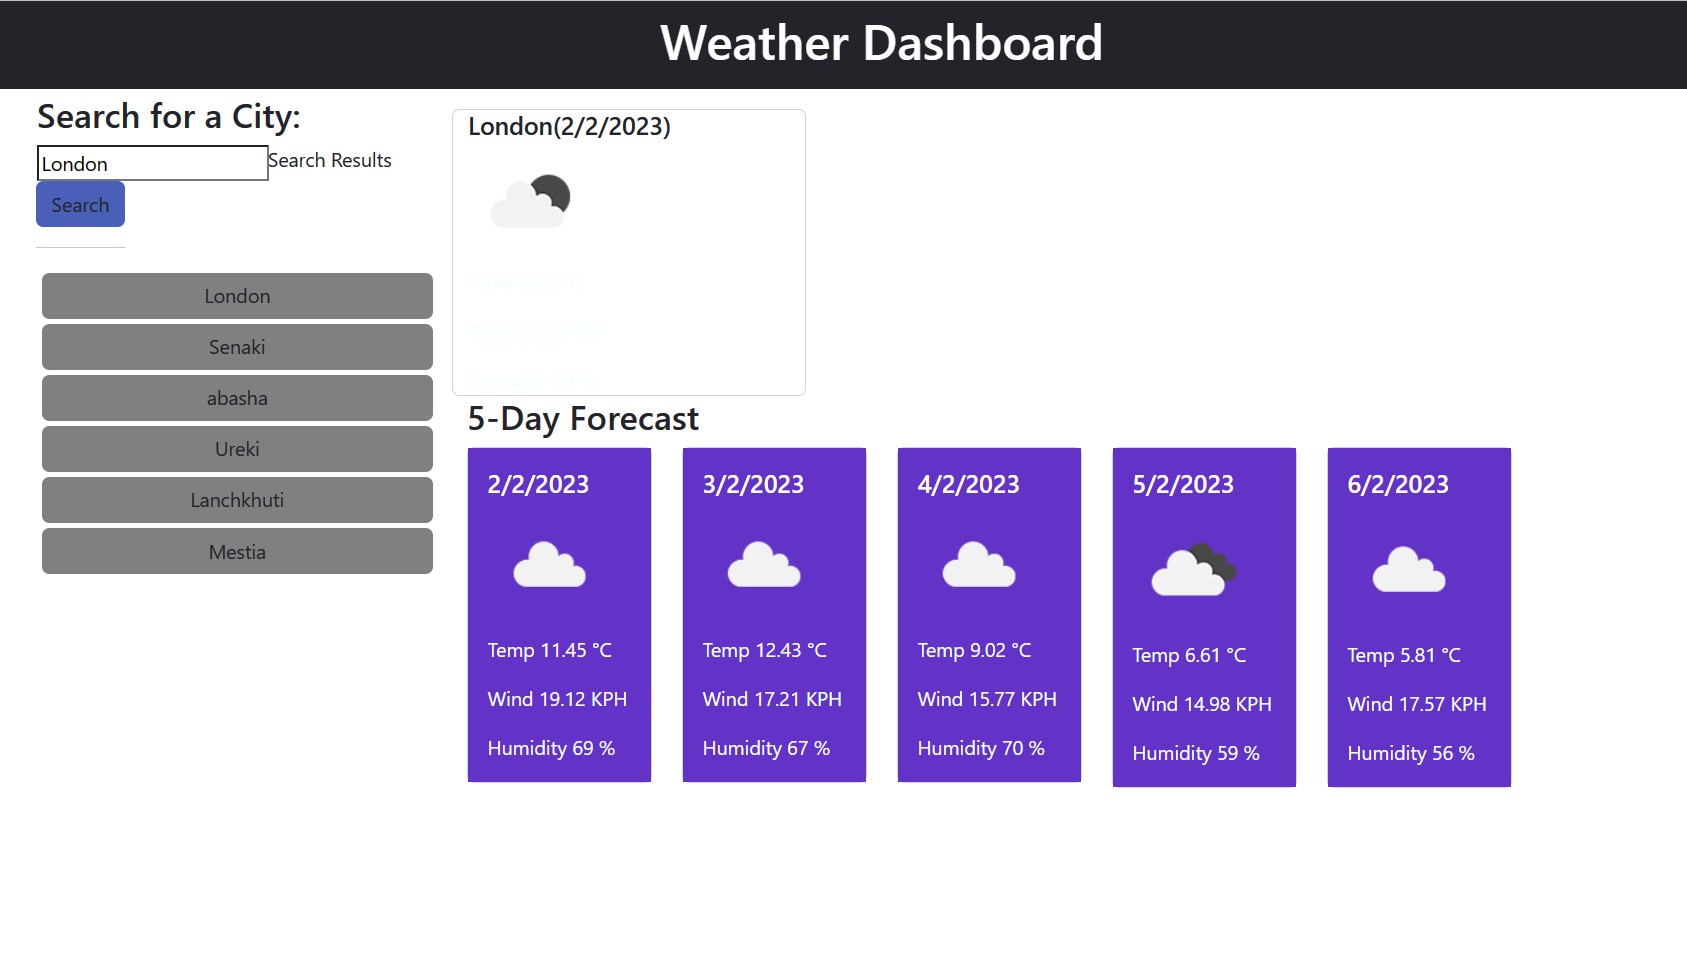 Weather Dashboard
Search for a City:
London
Search Results
Search
London
Senaki
abasha
Ureki
Lanchkhuti
Mestia
London(2/2/2023)
Temp °C
Wind KPH
Humidity %
5-Day Forecast
2/2/2023
Temp 11.45 °C
Wind 19.12 KPH
Humidity 69 %
3/2/2023
Temp 12.43 °C
Wind 17.21 KPH
Humidity 67 %
4/2/2023
Temp 9.02 °C
Wind 15.77 KPH
Humidity 70 %
5/2/2023
Temp 6.61 °C
Wind 14.98 KPH
Humidity 59 %
6/2/2023
Temp 5.81 °C
Wind 17.57 KPH
Humidity 56 %